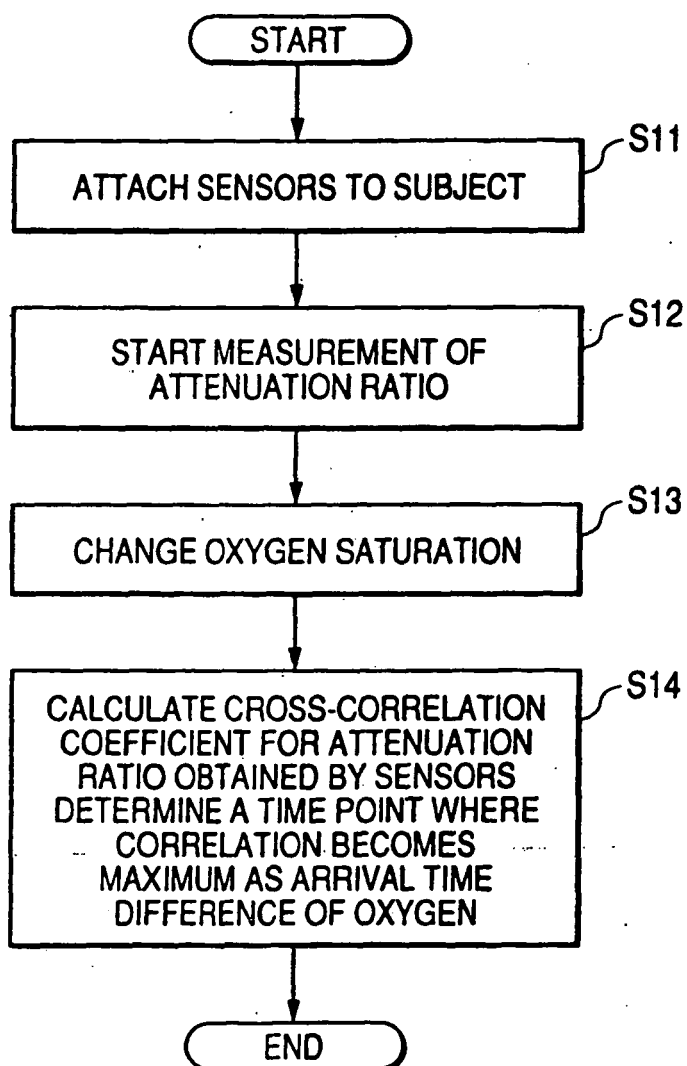 START
S11
ATTACH SENSORS TO SUBJECT
S12
START MEASUREMENT OF
ATTENUATION RATIO
S13
CHANGE OXYGEN SATURATION
S14
CALCULATE CROSS-CORRELATION
COEFFICIENT FOR ATTENUATION
RATIO OBTAINED BY SENSORS
DETERMINE A TIME POINT WHERE
CORRELATION BECOMES
MAXIMUM AS ARRIVAL TIME
DIFFERENCE OF OXYGEN
END